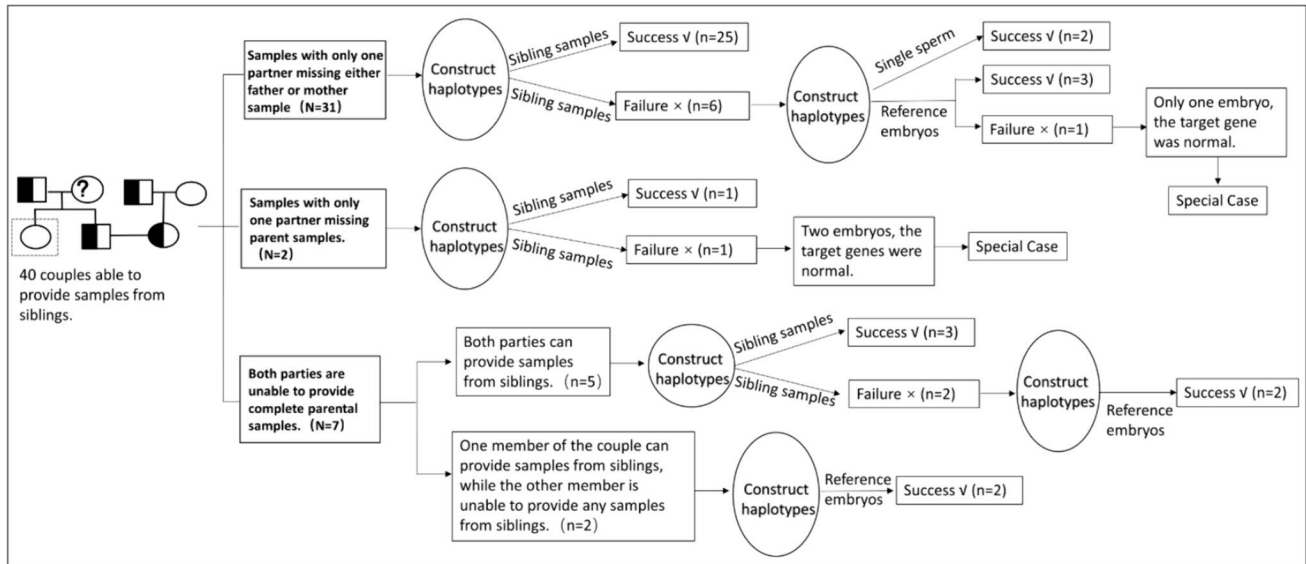 ?
40 couples able to
provide samples from
siblings.
Samples with only one
partner missing either
father or mother
sample (N=31)
Construct
haplotypes
Sibling samples
Success √ (n=25)
Sibling samples
Failure × (n=6)
Construct
haplotypes
Single sperm
Success √ (n=2)
Reference
embryos
Success √ (n=3)
Failure × (n=1)
Only one embryo,
the target gene
was normal.
Special Case
Samples with only
one partner missing
parent samples.
(N=2)
Construct
haplotypes
Sibling samples
Success √ (n=1)
Sibling samples
Failure × (n=1)
Two embryos, the
target genes were
normal.
Special Case
Both parties are
unable to provide
complete parental
samples. (N=7)
Both parties can
provide samples
from siblings. (n=5)
Construct
haplotypes
Sibling samples
Success √ (n=3)
Sibling samples
Failure × (n=2)
Construct
haplotypes
Reference
embryos
Success √ (n=2)
One member of the couple can
provide samples from siblings,
while the other member is
unable to provide any samples
from siblings. (n=2)
Construct
haplotypes
Reference
embryos
Success √ (n=2)